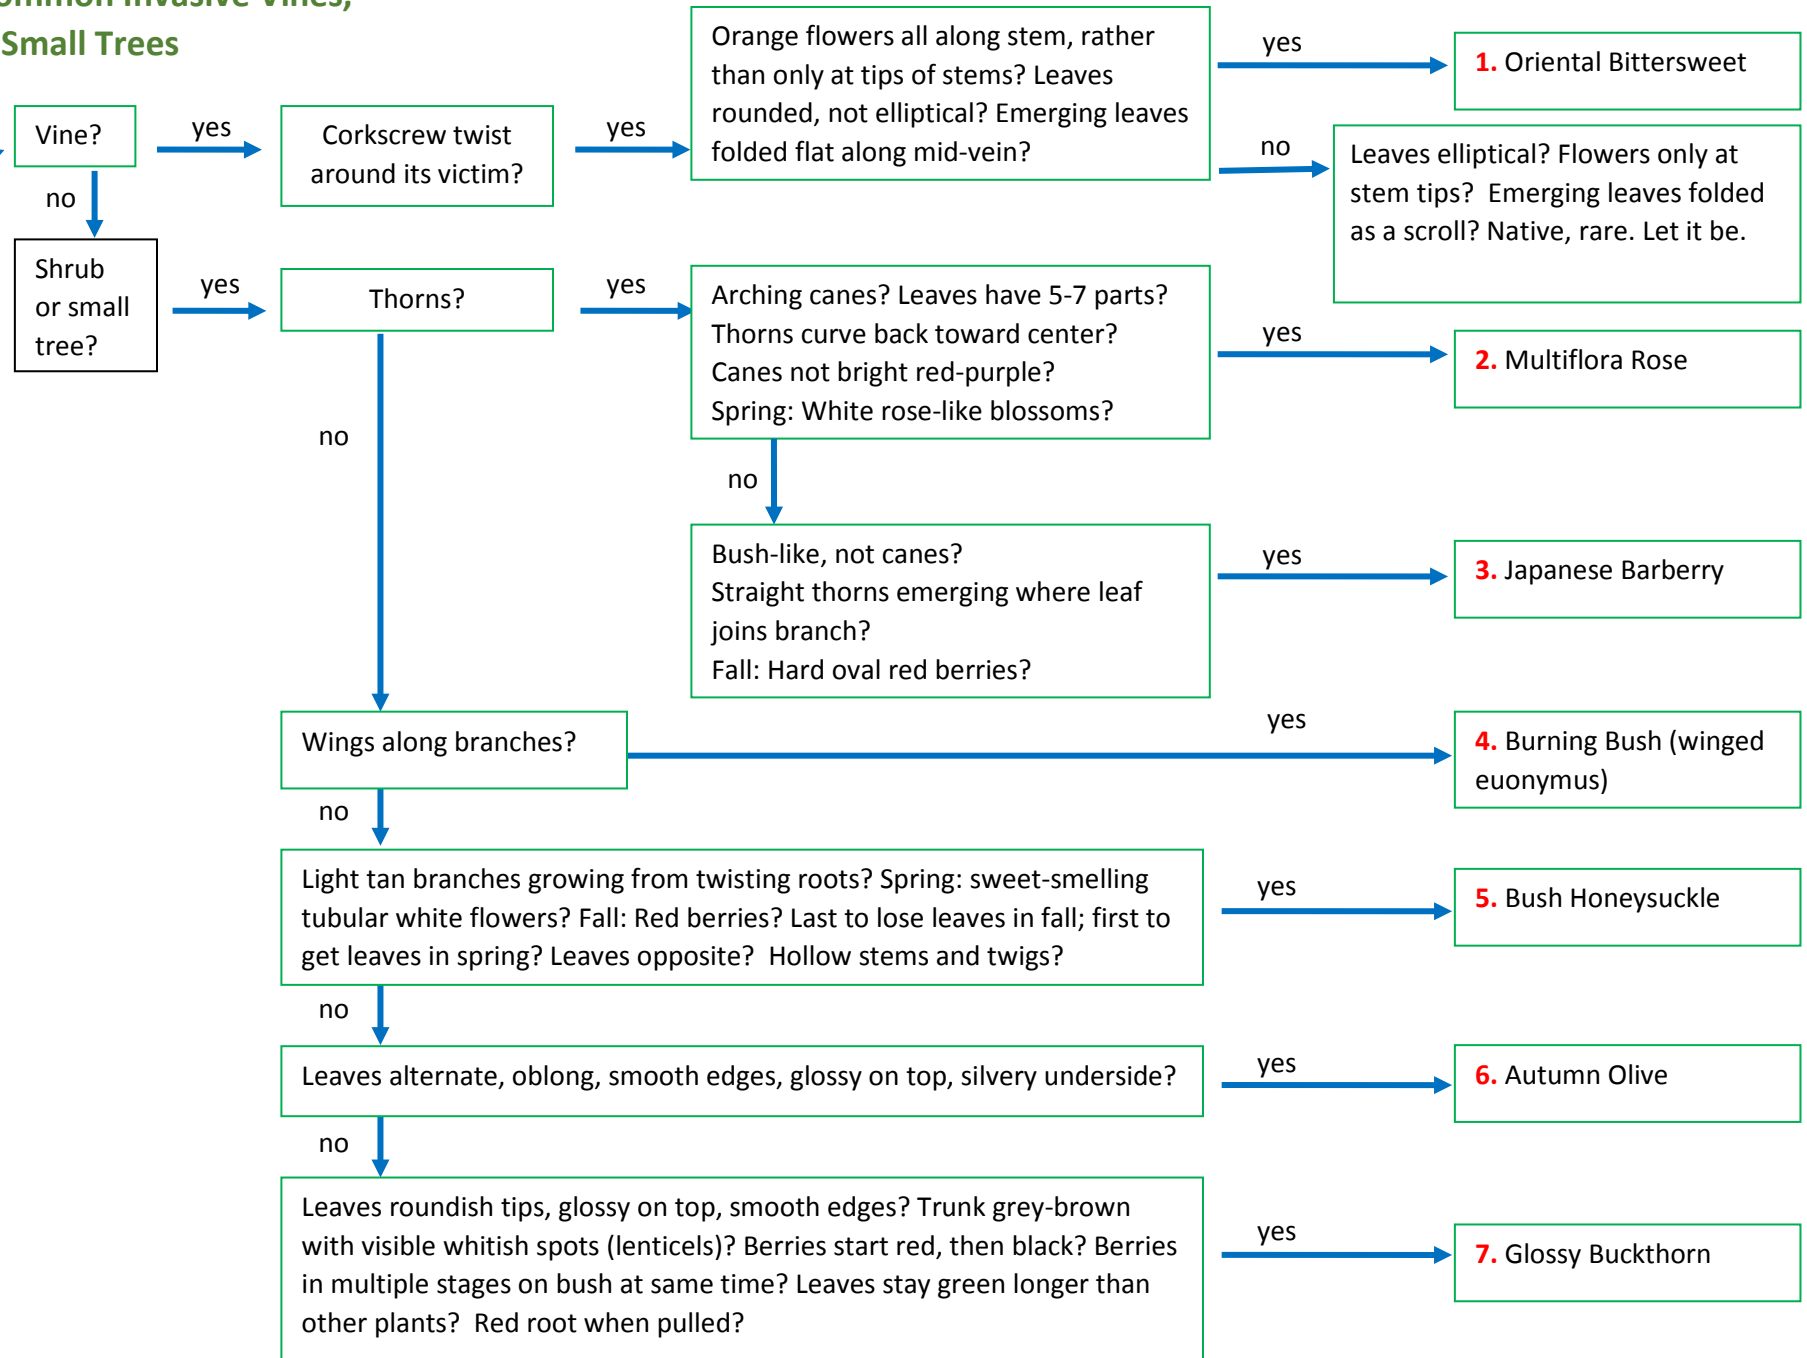 ommon Invasive Vines,
Small Trees
Vine?
yes
Corkscrew twist
around its victim?
yes
Orange flowers all along stem, rather
than only at tips of stems? Leaves
rounded, not elliptical? Emerging leaves
folded flat along mid-vein?
yes
1. Oriental Bittersweet
no
Leaves elliptical? Flowers only at
stem tips?  Emerging leaves folded
as a scroll? Native, rare. Let it be.
no
Shrub
or small
tree?
yes
Thorns?
yes
Arching canes? Leaves have 5-7 parts?
Thorns curve back toward center?
Canes not bright red-purple?
Spring: White rose-like blossoms?
yes
2. Multiflora Rose
no
Bush-like, not canes?
Straight thorns emerging where leaf
joins branch?
Fall: Hard oval red berries?
yes
3. Japanese Barberry
no
Wings along branches?
yes
4. Burning Bush (winged
euonymus)
no
Light tan branches growing from twisting roots? Spring: sweet-smelling
tubular white flowers? Fall: Red berries? Last to lose leaves in fall; first to
get leaves in spring? Leaves opposite?  Hollow stems and twigs?
yes
5. Bush Honeysuckle
no
Leaves alternate, oblong, smooth edges, glossy on top, silvery underside?
yes
6. Autumn Olive
no
Leaves roundish tips, glossy on top, smooth edges? Trunk grey-brown
with visible whitish spots (lenticels)? Berries start red, then black? Berries
in multiple stages on bush at same time? Leaves stay green longer than
other plants?  Red root when pulled?
yes
7. Glossy Buckthorn